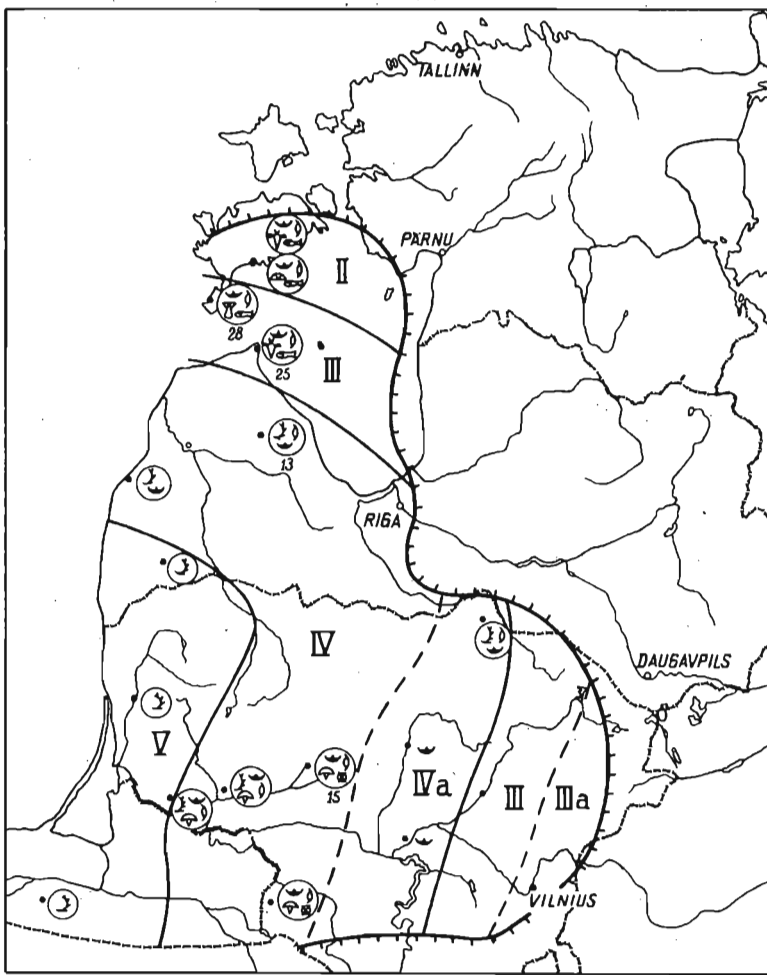 TALLINN
PÄRNU
II
28
25
III
13
RIGA
IV
DAUGAVPILS
V
IVa
III
IIIa
15
VILNIUS